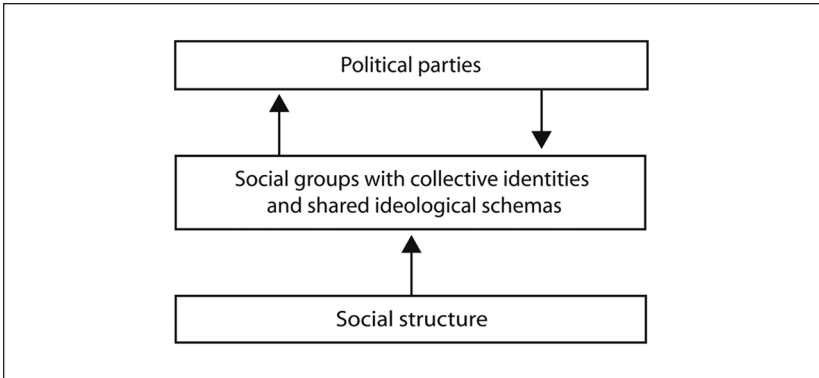 Political parties
Social groups with collective identities
and shared ideological schemas
Social structure